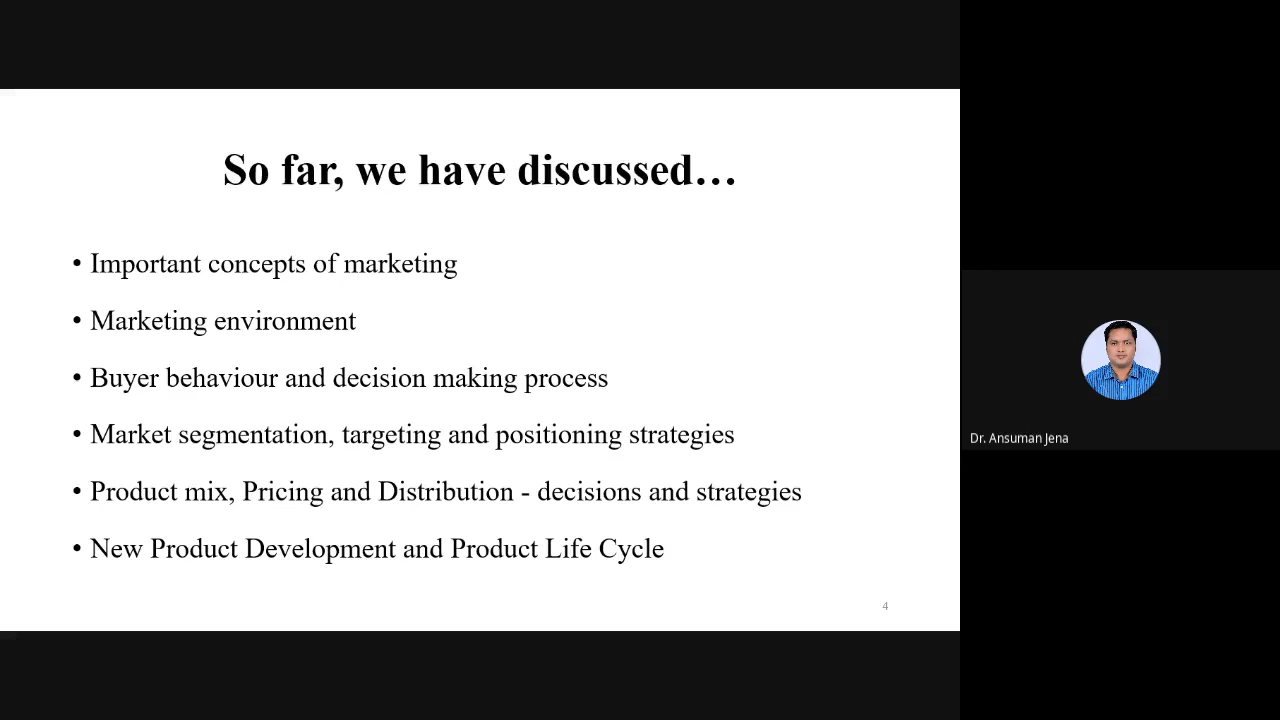 So far, we have discussed…
• Important concepts of marketing
• Marketing environment
• Buyer behaviour and decision making process
• Market segmentation, targeting and positioning strategies
• Product mix, Pricing and Distribution - decisions and strategies
• New Product Development and Product Life Cycle
4
Dr. Ansuman Jena